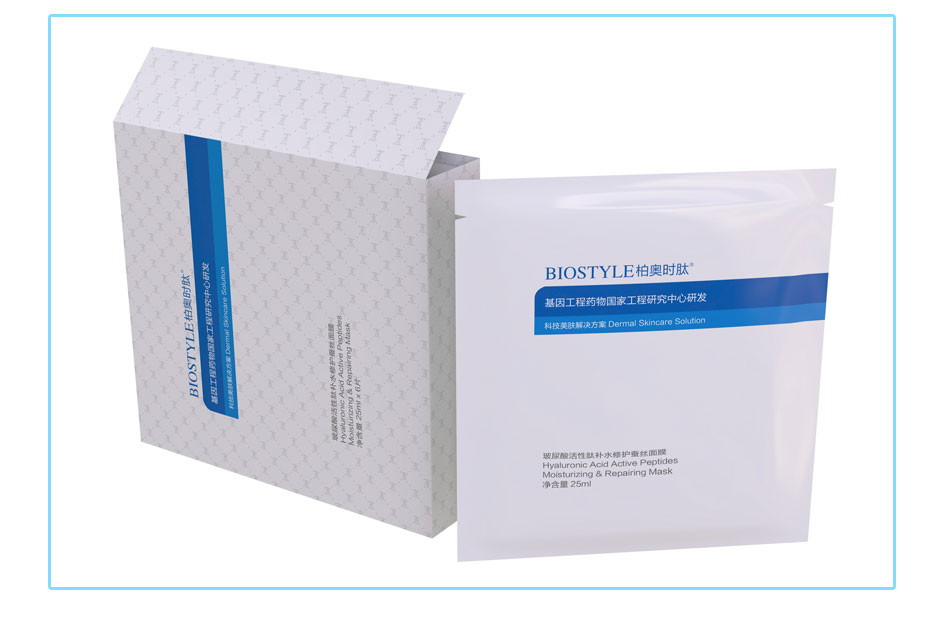 BIOSTYLE柏奥时肽®
基因工程药物国家工程研究中心研发
科技美肤解决方案 Dermal Skincare Solution
玻尿酸活性肽补水修护蚕丝面膜
Hyaluronic Acid Active Peptides
Moisturizing & Repairing Mask
净含量 25ml x 6片
BIOSTYLE柏奥时肽®
基因工程药物国家工程研究中心研发
科技美肤解决方案 Dermal Skincare Solution
玻尿酸活性肽补水修护蚕丝面膜
Hyaluronic Acid Active Peptides
Moisturizing & Repairing Mask
净含量 25ml